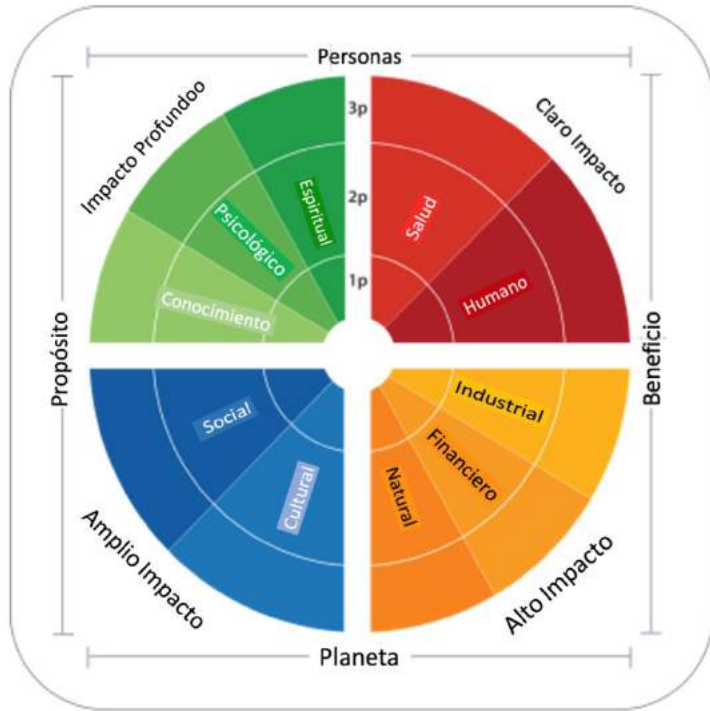 Personas
Impacto Profundoo
Claro Impacto
3p
2p
1p
Espiritual
Psicológico
Conocimiento
Salud
Humano
Propósito
Beneficio
Social
Cultural
Industrial
Financiero
Natural
Amplio Impacto
Alto Impacto
Planeta